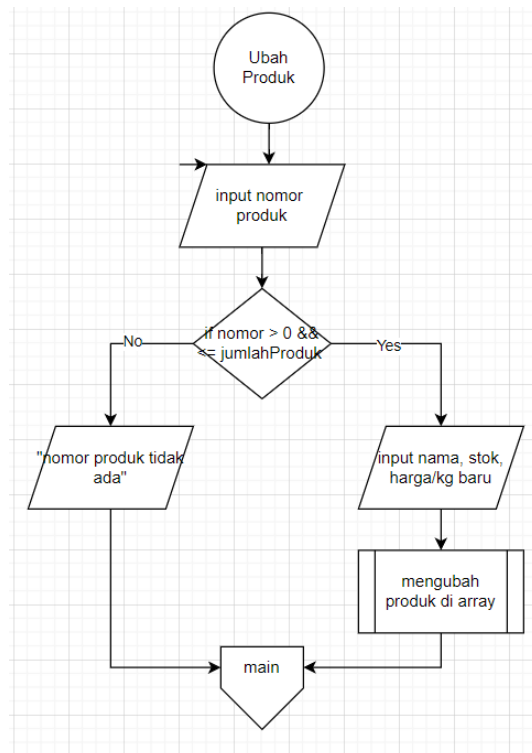 Ubah
Produk
input nomor
produk
if nomor > 0 &&
<= jumlahProduk
No
Yes
"nomor produk tidak
ada"
input nama, stok,
harga/kg baru
mengubah
produk di array
main